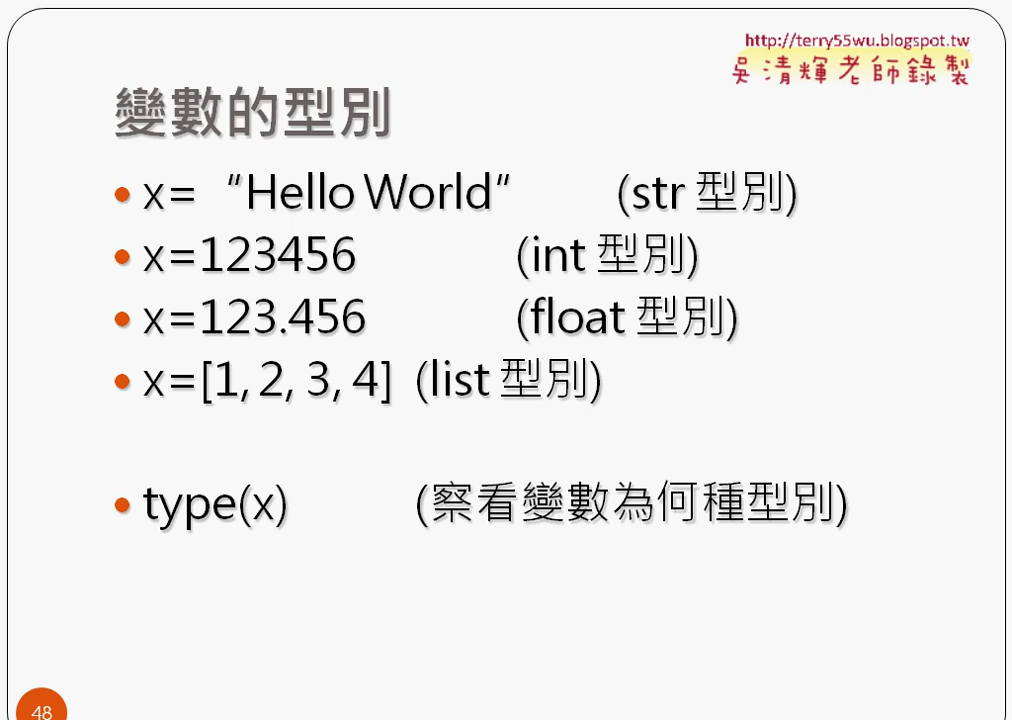 http://terry55wu.blogspot.tw
吳清輝老師錄製
變數的型別
• x= “Hello World” (str 型別)
• x=123456 (int 型別)
• x=123.456 (float 型別)
• x=[1, 2, 3, 4] (list 型別)
• type(x) (察看變數為何種型別)
48